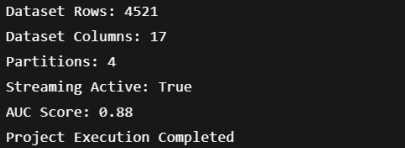 Dataset Rows: 4521
Dataset Columns: 17
Partitions: 4
Streaming Active: True
AUC Score: 0.88
Project Execution Completed